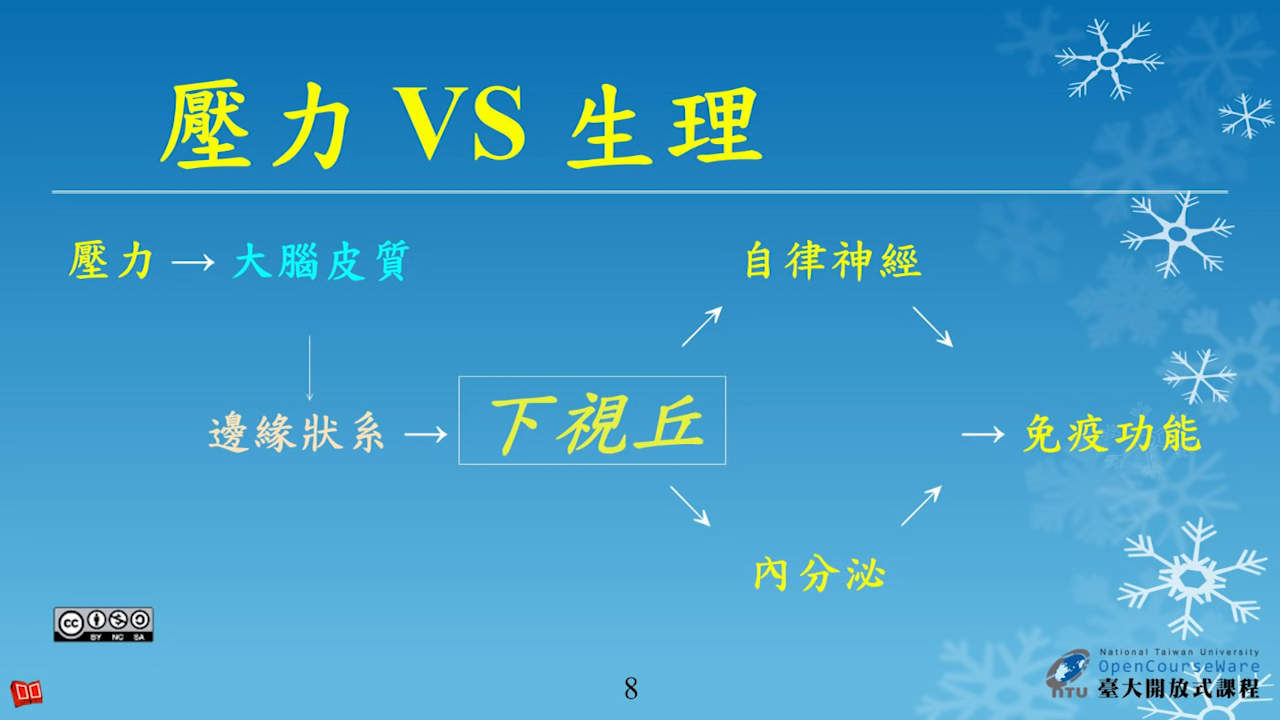 壓力 VS 生理
壓力 → 大腦皮質
自律神經
邊緣狀系 → 下視丘
→ 免疫功能
內分泌
cc BY NC SA
8
National Taiwan University
OpenCourseWare
NTU 臺大開放式課程